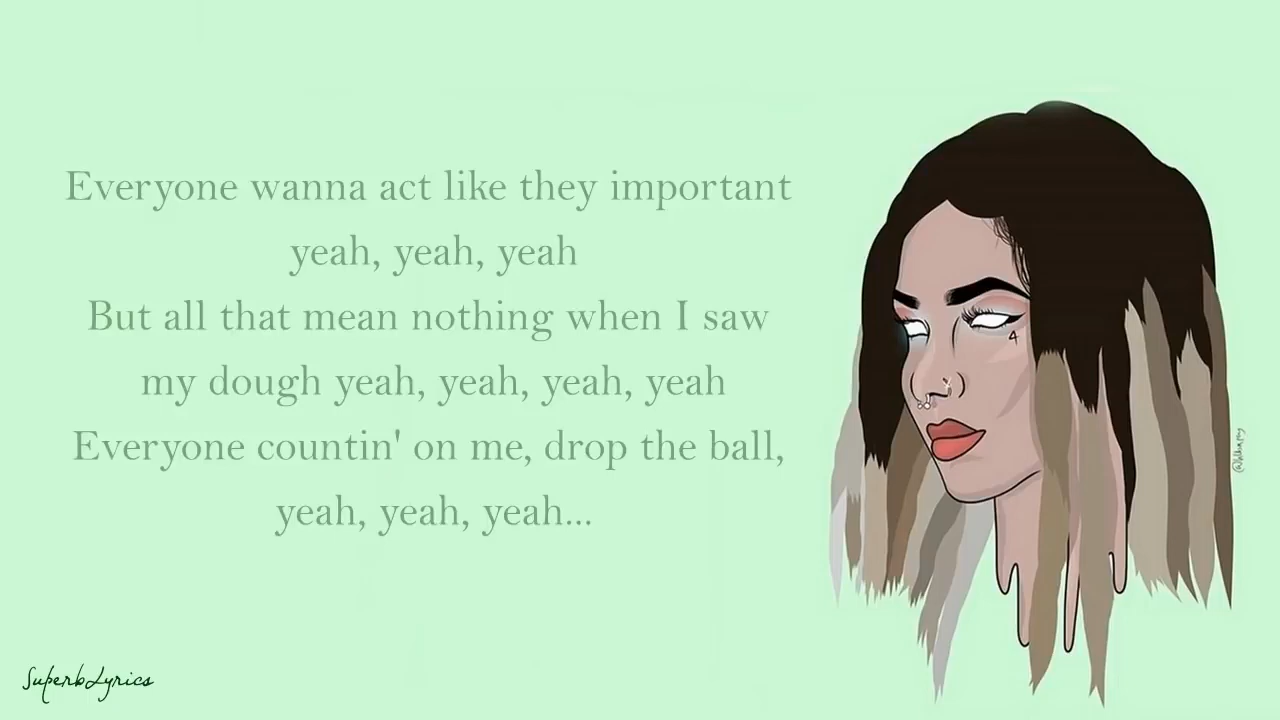 Everyone wanna act like they important
yeah, yeah, yeah
But all that mean nothing when I saw
my dough yeah, yeah, yeah, yeah
Everyone countin' on me, drop the ball,
yeah, yeah, yeah...
4
SuperbLyrics